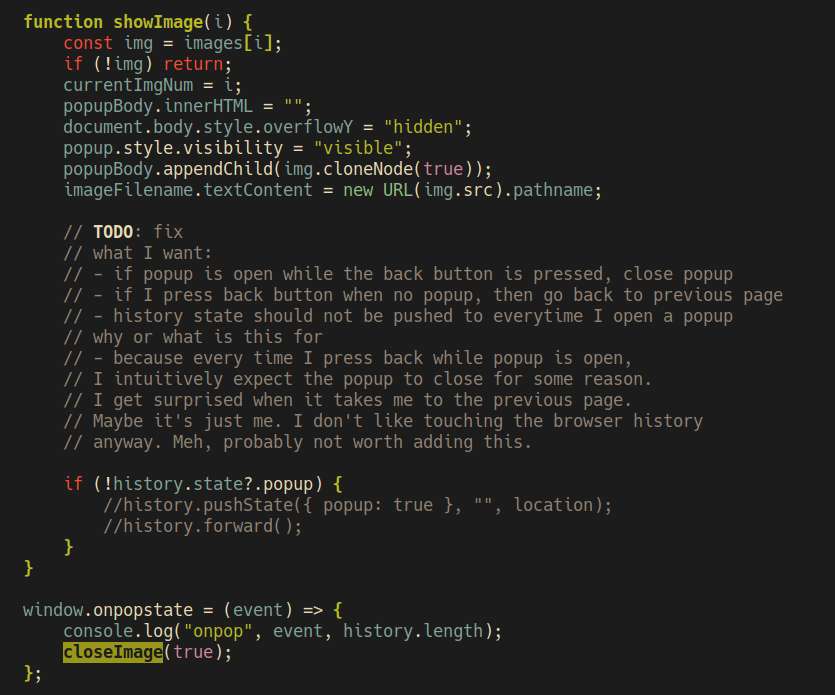 function showImage(i) {
    const img = images[i];
    if (!img) return;
    currentImgNum = i;
    popupBody.innerHTML = "";
    document.body.style.overflowY = "hidden";
    popup.style.visibility = "visible";
    popupBody.appendChild(img.cloneNode(true));
    imageFilename.textContent = new URL(img.src).pathname;

    // TODO: fix
    // what I want:
    // - if popup is open while the back button is pressed, close popup
    // - if I press back button when no popup, then go back to previous page
    // - history state should not be pushed to everytime I open a popup
    // why or what is this for
    // - because every time I press back while popup is open,
    // I intuitively expect the popup to close for some reason.
    // I get surprised when it takes me to the previous page.
    // Maybe it's just me. I don't like touching the browser history
    // anyway. Meh, probably not worth adding this.

    if (!history.state?.popup) {
        //history.pushState({ popup: true }, "", location);
        //history.forward();
    }
}

window.onpopstate = (event) => {
    console.log("onpop", event, history.length);
    closeImage(true);
};